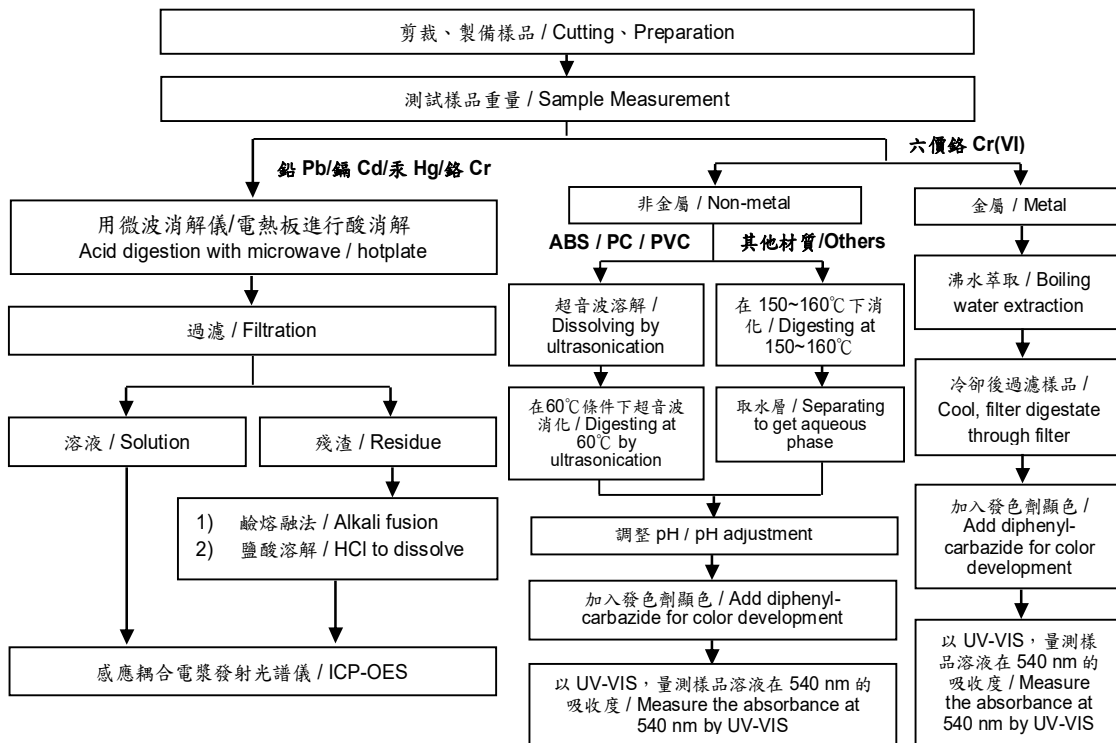 剪裁、製備樣品 / Cutting、Preparation
測試樣品重量 / Sample Measurement
鉛 Pb/鎘 Cd/汞 Hg/鉻 Cr
六價鉻 Cr(VI)
用微波消解儀/電熱板進行酸消解
Acid digestion with microwave / hotplate
過濾 / Filtration
溶液 / Solution
殘渣 / Residue
1) 鹼熔融法 / Alkali fusion
2) 鹽酸溶解 / HCl to dissolve
感應耦合電漿發射光譜儀 / ICP-OES
非金屬 / Non-metal
ABS / PC / PVC
其他材質/Others
超音波溶解 /
Dissolving by
ultrasonication
在60℃條件下超音波
消化 / Digesting at
60℃ by
ultrasonication
在 150~160℃下消
化 / Digesting at
150~160℃
取水層 / Separating
to get aqueous
phase
調整 pH / pH adjustment
加入發色劑顯色 / Add diphenyl-
carbazide for color development
以 UV-VIS，量測樣品溶液在 540 nm 的
吸收度 / Measure the absorbance at
540 nm by UV-VIS
金屬 / Metal
沸水萃取 / Boiling
water extraction
冷卻後過濾樣品 /
Cool, filter digestate
through filter
加入發色劑顯色 /
Add diphenyl-
carbazide for color
development
以 UV-VIS，量測樣
品溶液在 540 nm 的
吸收度 / Measure
the absorbance at
540 nm by UV-VIS